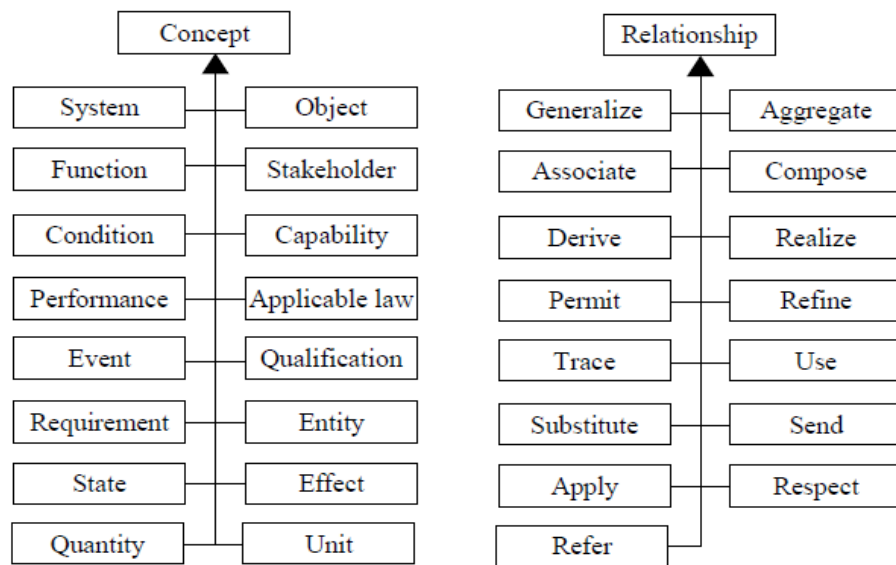 Concept
System
Object
Function
Stakeholder
Condition
Capability
Performance
Applicable law
Event
Qualification
Requirement
Entity
State
Effect
Quantity
Unit
Relationship
Generalize
Aggregate
Associate
Compose
Derive
Realize
Permit
Refine
Trace
Use
Substitute
Send
Apply
Respect
Refer